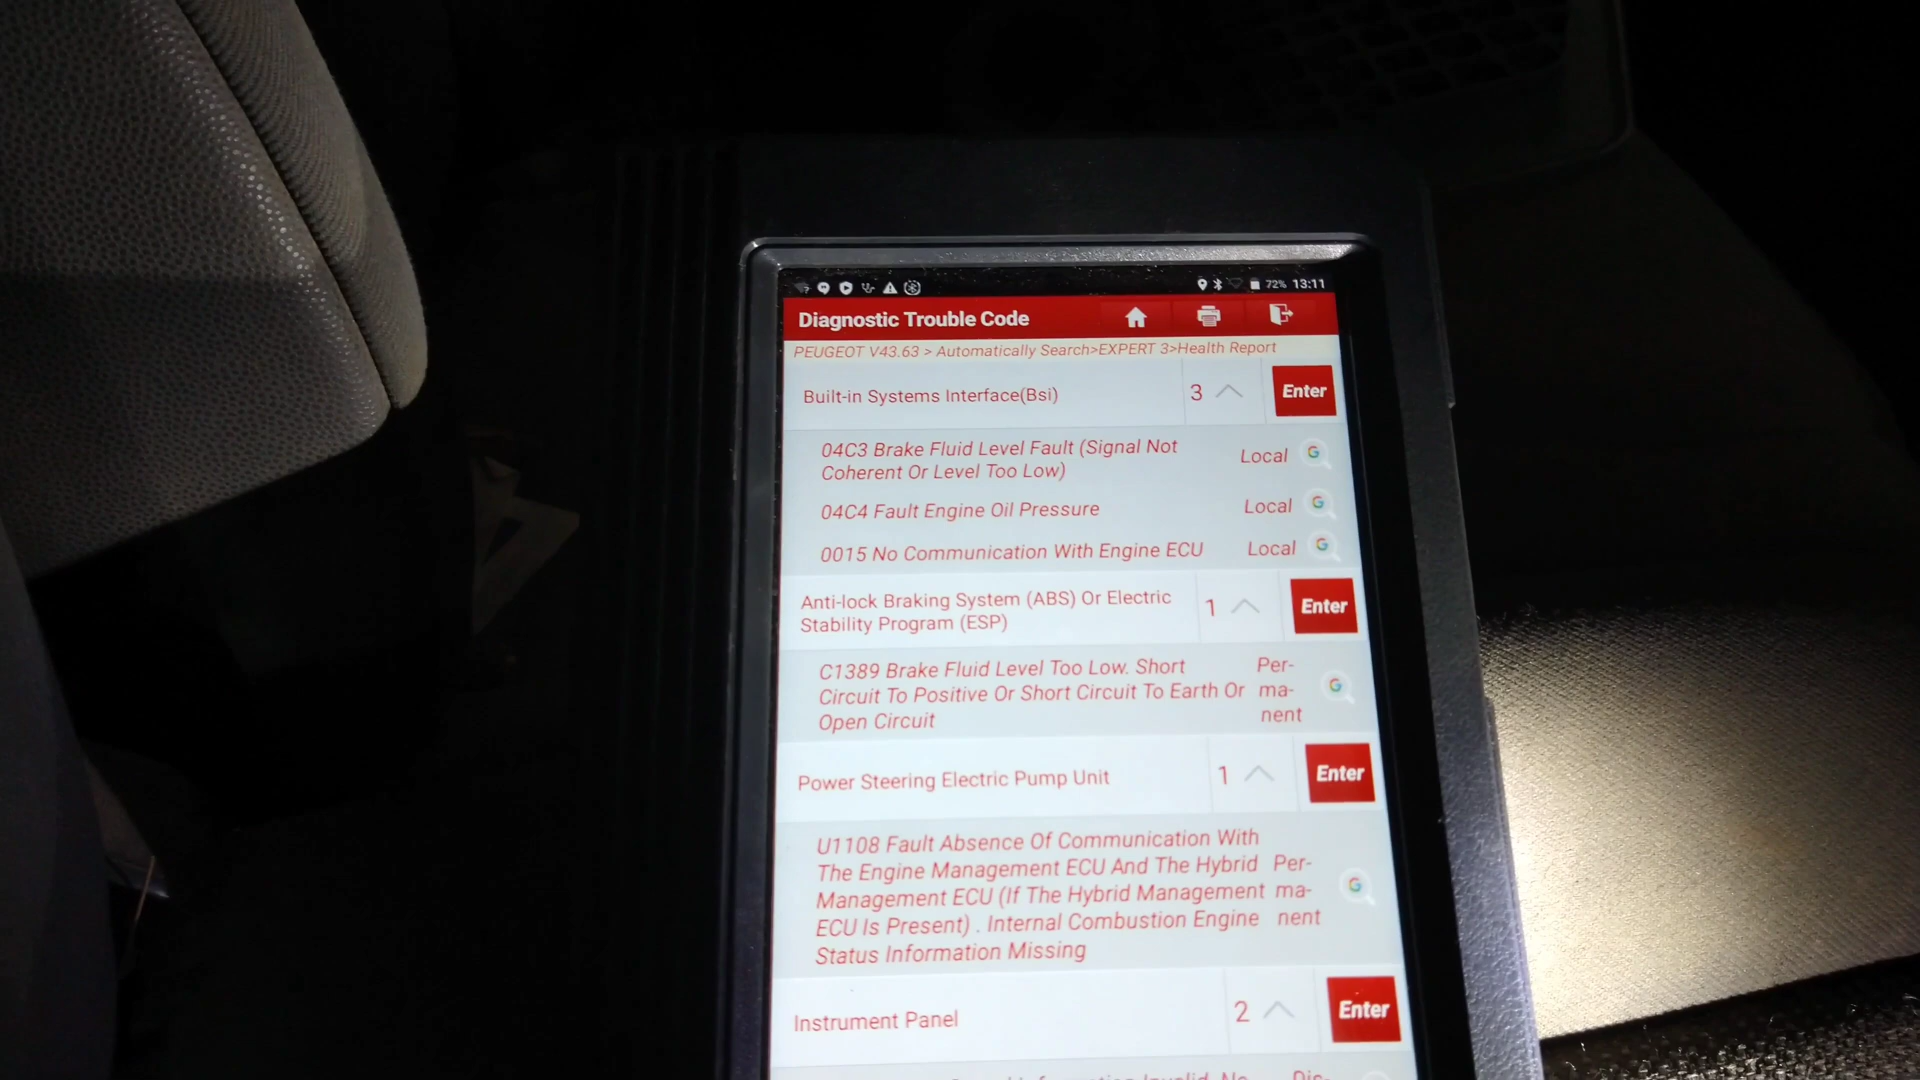 72% 13:11
Diagnostic Trouble Code
PEUGEOT V43.63 > Automatically Search>EXPERT 3>Health Report
Built-in Systems Interface(Bsi) 3 Enter
04C3 Brake Fluid Level Fault (Signal Not
Coherent Or Level Too Low) Local G
04C4 Fault Engine Oil Pressure Local G
0015 No Communication With Engine ECU Local G
Anti-lock Braking System (ABS) Or Electric
Stability Program (ESP) 1 Enter
C1389 Brake Fluid Level Too Low. Short Per-
Circuit To Positive Or Short Circuit To Earth Or ma- G
Open Circuit nent
Power Steering Electric Pump Unit 1 Enter
U1108 Fault Absence Of Communication With
The Engine Management ECU And The Hybrid Per-
Management ECU (If The Hybrid Management ma- G
ECU Is Present) . Internal Combustion Engine nent
Status Information Missing
Instrument Panel 2 Enter